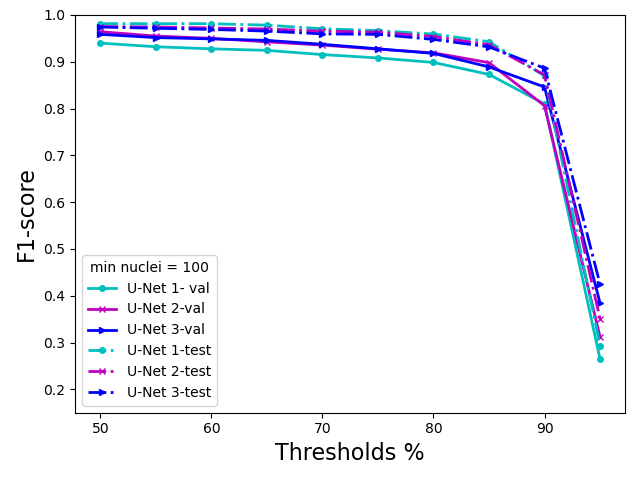 1.0
0.9
0.8
0.7
0.6
0.5
0.4
0.3
0.2
F1-score
min nuclei = 100
U-Net 1- val
U-Net 2-val
U-Net 3-val
U-Net 1-test
U-Net 2-test
U-Net 3-test
50 60 70 80 90
Thresholds %